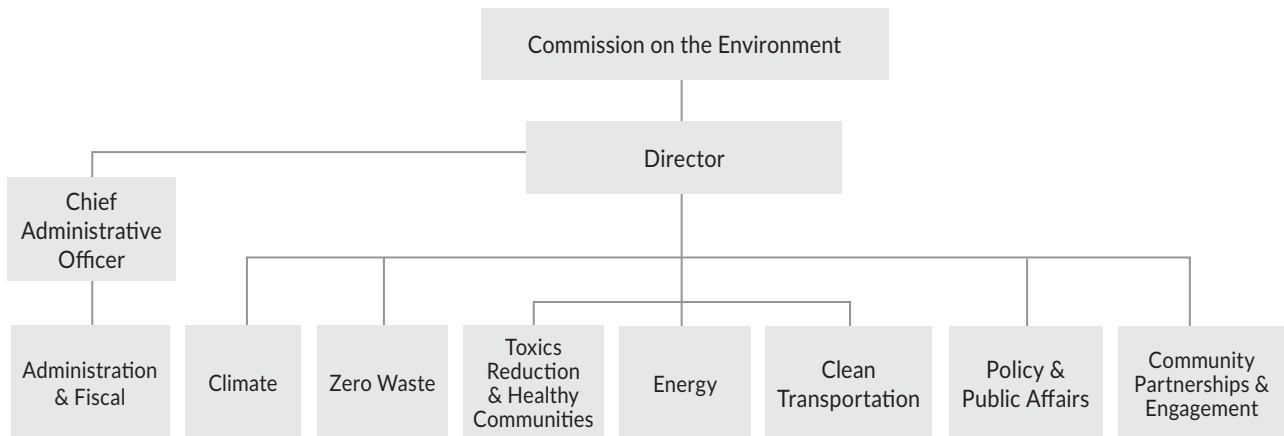 Commission on the Environment
Director
Chief
Administrative
Officer
Administration
& Fiscal
Climate
Zero Waste
Toxics
Reduction
& Healthy
Communities
Energy
Clean
Transportation
Policy &
Public Affairs
Community
Partnerships &
Engagement